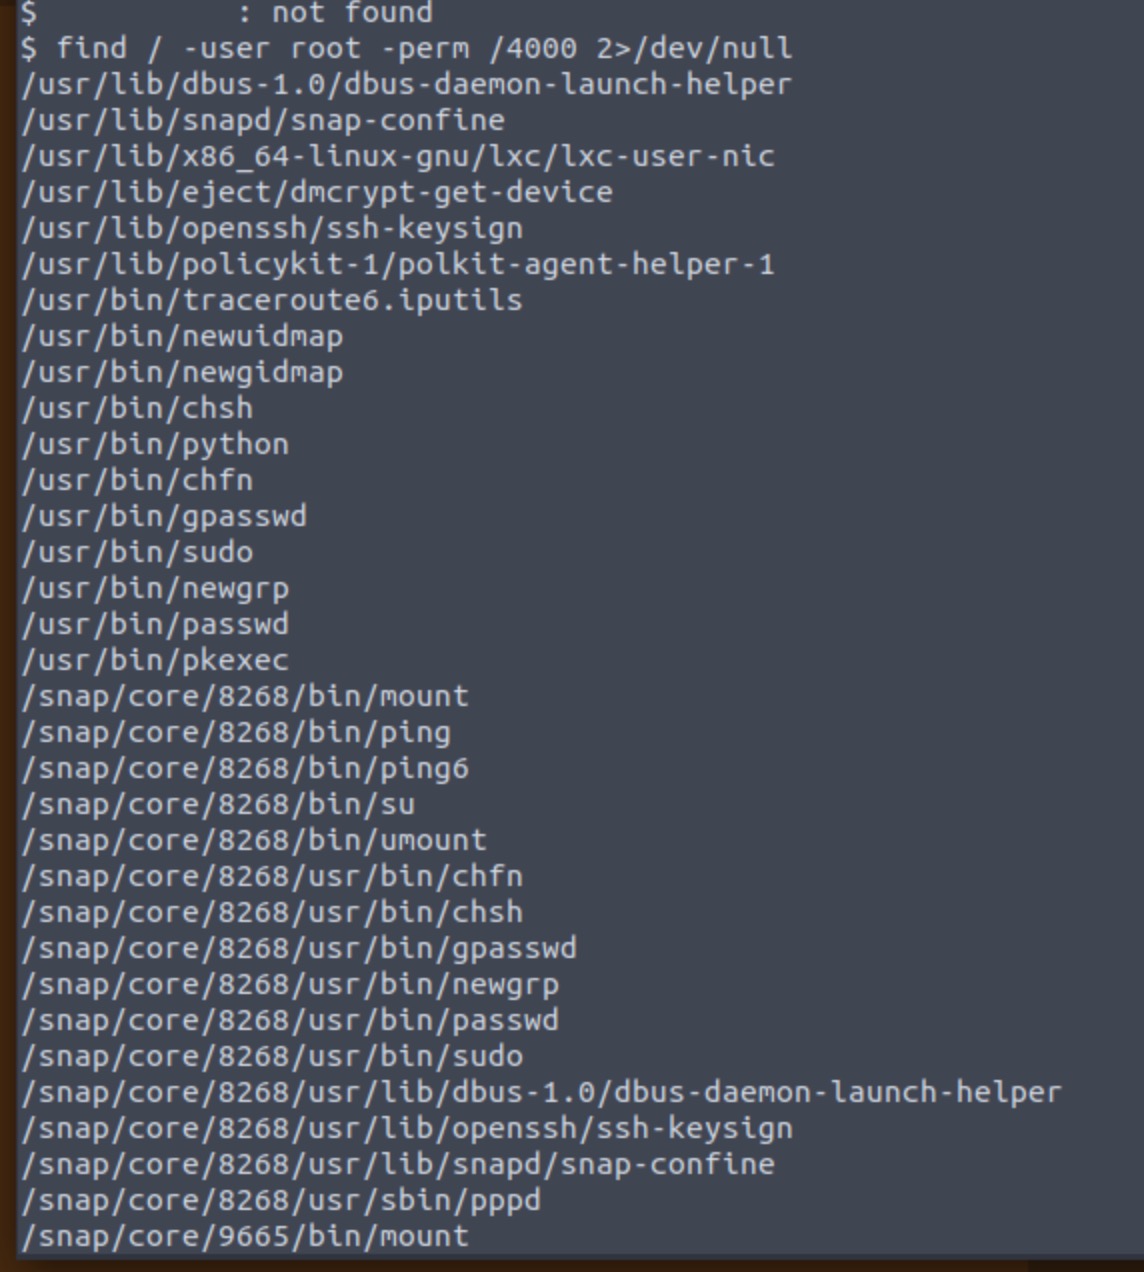 $           : not found
$ find / -user root -perm /4000 2>/dev/null
/usr/lib/dbus-1.0/dbus-daemon-launch-helper
/usr/lib/snapd/snap-confine
/usr/lib/x86_64-linux-gnu/lxc/lxc-user-nic
/usr/lib/eject/dmcrypt-get-device
/usr/lib/openssh/ssh-keysign
/usr/lib/policykit-1/polkit-agent-helper-1
/usr/bin/traceroute6.iputils
/usr/bin/newuidmap
/usr/bin/newgidmap
/usr/bin/chsh
/usr/bin/python
/usr/bin/chfn
/usr/bin/gpasswd
/usr/bin/sudo
/usr/bin/newgrp
/usr/bin/passwd
/usr/bin/pkexec
/snap/core/8268/bin/mount
/snap/core/8268/bin/ping
/snap/core/8268/bin/ping6
/snap/core/8268/bin/su
/snap/core/8268/bin/umount
/snap/core/8268/usr/bin/chfn
/snap/core/8268/usr/bin/chsh
/snap/core/8268/usr/bin/gpasswd
/snap/core/8268/usr/bin/newgrp
/snap/core/8268/usr/bin/passwd
/snap/core/8268/usr/bin/sudo
/snap/core/8268/usr/lib/dbus-1.0/dbus-daemon-launch-helper
/snap/core/8268/usr/lib/openssh/ssh-keysign
/snap/core/8268/usr/lib/snapd/snap-confine
/snap/core/8268/usr/sbin/pppd
/snap/core/9665/bin/mount